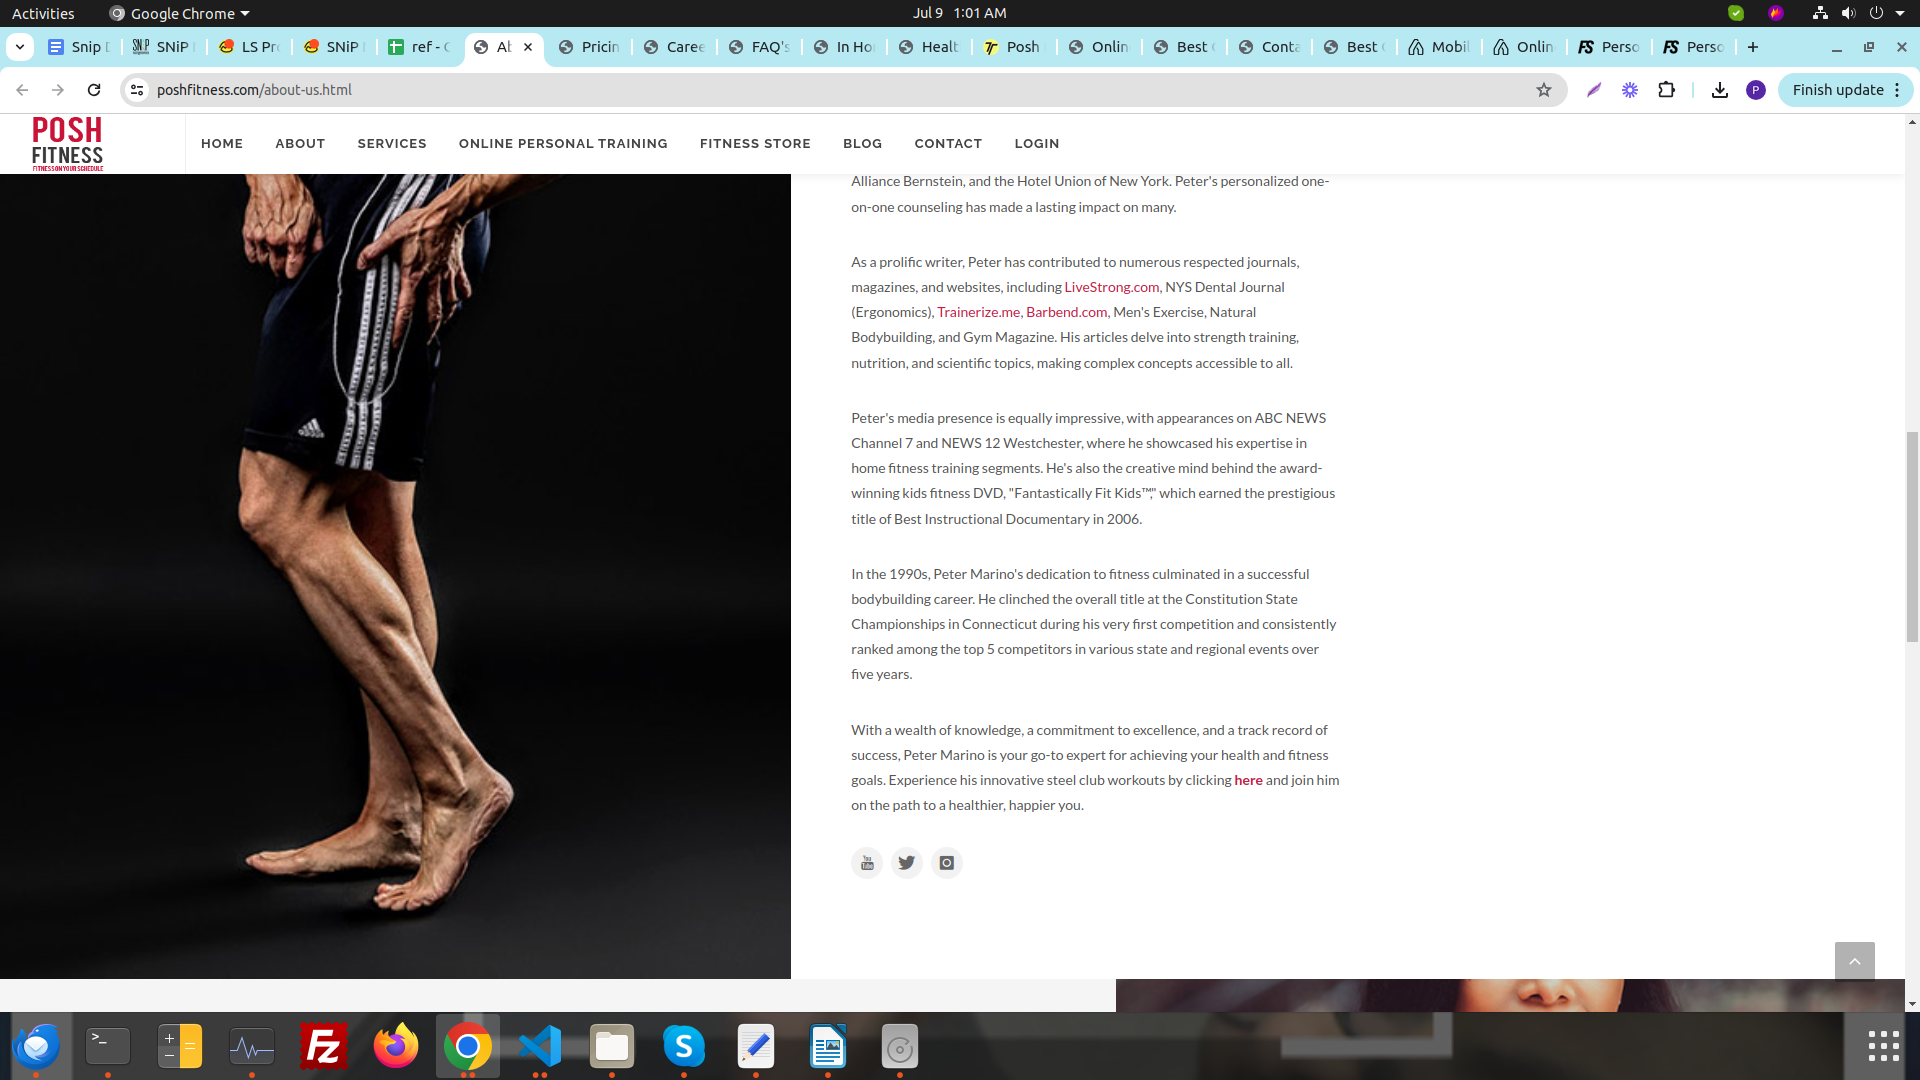 Activities
Google Chrome
Jul 9 1:01 AM
Snip D
SNiP
LS Pro
SNiP
ref - C
Ab
Pricin
Caree
FAQ's
In Ho
Healt
Posh
Onlin
Best
Conta
Best
Mobil
Onlin
FS Perso
FS Perso
poshfitness.com/about-us.html
P
Finish update
POSH
FITNESS
FITNESS ON YOUR SCHEDULE
HOME
ABOUT
SERVICES
ONLINE PERSONAL TRAINING
FITNESS STORE
BLOG
CONTACT
LOGIN
Alliance Bernstein, and the Hotel Union of New York. Peter's personalized one-
on-one counseling has made a lasting impact on many.
As a prolific writer, Peter has contributed to numerous respected journals,
magazines, and websites, including LiveStrong.com, NYS Dental Journal
(Ergonomics), Trainerize.me, Barbend.com, Men's Exercise, Natural
Bodybuilding, and Gym Magazine. His articles delve into strength training,
nutrition, and scientific topics, making complex concepts accessible to all.
Peter's media presence is equally impressive, with appearances on ABC NEWS
Channel 7 and NEWS 12 Westchester, where he showcased his expertise in
home fitness training segments. He's also the creative mind behind the award-
winning kids fitness DVD, "Fantastically Fit Kids™," which earned the prestigious
title of Best Instructional Documentary in 2006.
In the 1990s, Peter Marino's dedication to fitness culminated in a successful
bodybuilding career. He clinched the overall title at the Constitution State
Championships in Connecticut during his very first competition and consistently
ranked among the top 5 competitors in various state and regional events over
five years.
With a wealth of knowledge, a commitment to excellence, and a track record of
success, Peter Marino is your go-to expert for achieving your health and fitness
goals. Experience his innovative steel club workouts by clicking here and join him
on the path to a healthier, happier you.
You Tube